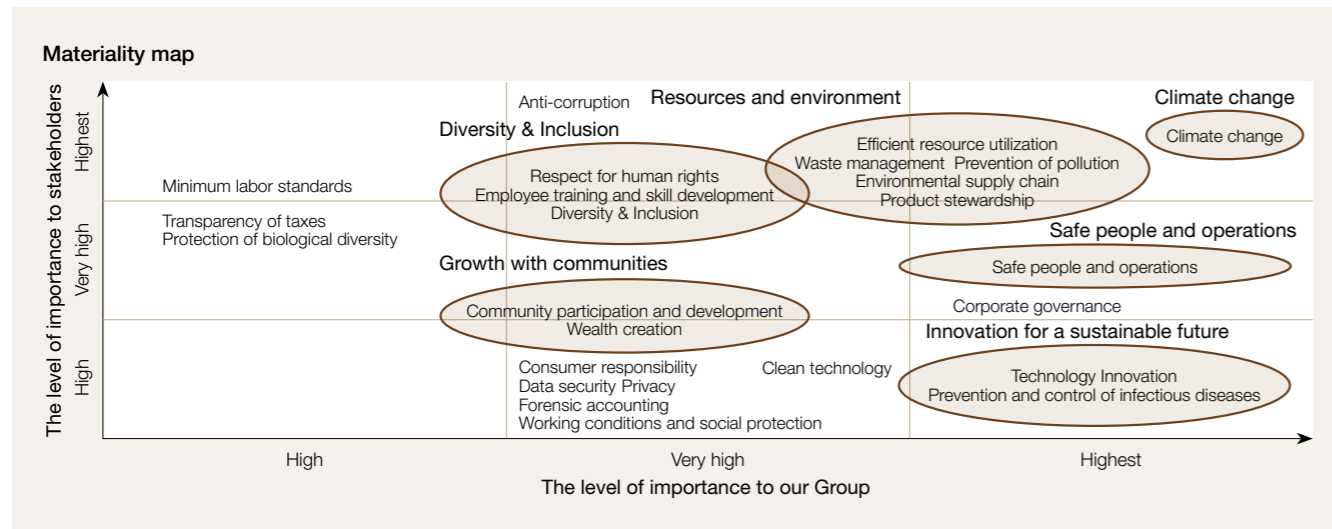 Materiality map
The level of importance to stakeholders
Highest
Very high
High
Anti-corruption
Resources and environment
Climate change
Diversity & Inclusion
Efficient resource utilization
Waste management Prevention of pollution
Environmental supply chain
Product stewardship
Climate change
Respect for human rights
Employee training and skill development
Diversity & Inclusion
Minimum labor standards
Transparency of taxes
Protection of biological diversity
Safe people and operations
Safe people and operations
Growth with communities
Community participation and development
Wealth creation
Corporate governance
Innovation for a sustainable future
Technology Innovation
Prevention and control of infectious diseases
Consumer responsibility
Data security Privacy
Forensic accounting
Working conditions and social protection
Clean technology
High
Very high
Highest
The level of importance to our Group